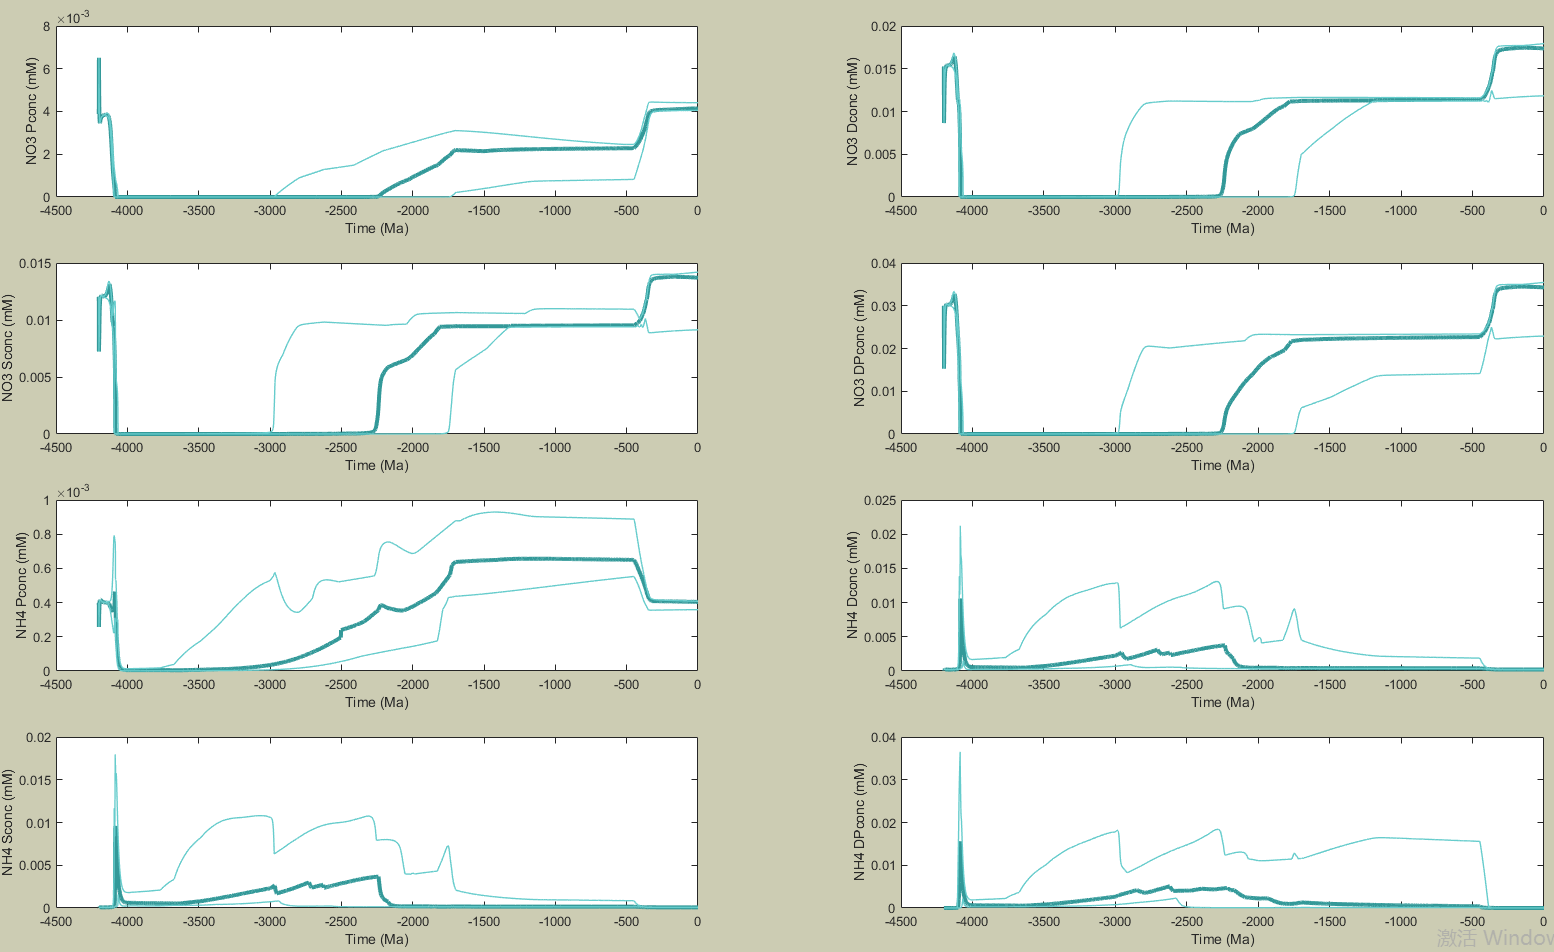 ×10-3
8
6
4
2
0
NO3 Pconc (mM)
-4500 -4000 -3500 -3000 -2500 -2000 -1500 -1000 -500 0
Time (Ma)
0.02
0.015
0.01
0.005
0
NO3 Dconc (mM)
-4500 -4000 -3500 -3000 -2500 -2000 -1500 -1000 -500 0
Time (Ma)
0.015
0.01
0.005
0
NO3 Sconc (mM)
-4500 -4000 -3500 -3000 -2500 -2000 -1500 -1000 -500 0
Time (Ma)
0.04
0.03
0.02
0.01
0
NO3 DPconc (mM)
-4500 -4000 -3500 -3000 -2500 -2000 -1500 -1000 -500 0
Time (Ma)
×10-3
1
0.8
0.6
0.4
0.2
0
NH4 Pconc (mM)
-4500 -4000 -3500 -3000 -2500 -2000 -1500 -1000 -500 0
Time (Ma)
0.025
0.02
0.015
0.01
0.005
0
NH4 Dconc (mM)
-4500 -4000 -3500 -3000 -2500 -2000 -1500 -1000 -500 0
Time (Ma)
0.02
0.015
0.01
0.005
0
NH4 Sconc (mM)
-4500 -4000 -3500 -3000 -2500 -2000 -1500 -1000 -500 0
Time (Ma)
0.04
0.03
0.02
0.01
0
NH4 DPconc (mM)
-4500 -4000 -3500 -3000 -2500 -2000 -1500 -1000 -500 0
Time (Ma)
激活 Window